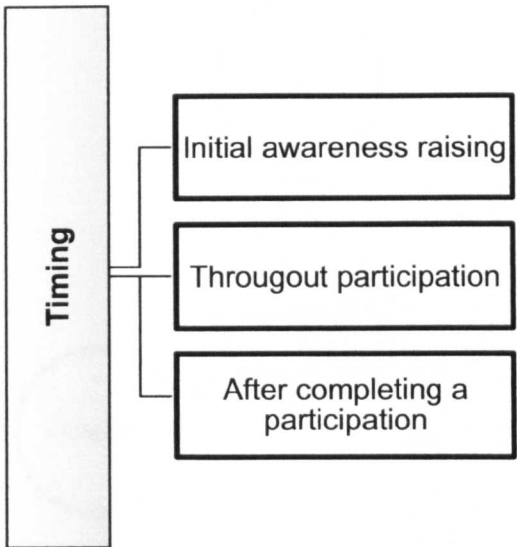 Timing
Initial awareness raising
Througout participation
After completing a
participation